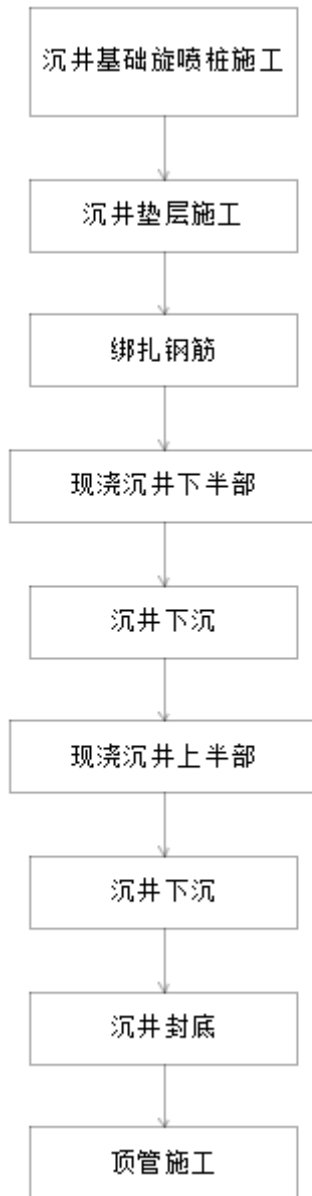 沉井基础旋喷桩施工
沉井垫层施工
绑扎钢筋
现浇沉井下半部
沉井下沉
现浇沉井上半部
沉井下沉
沉井封底
顶管施工